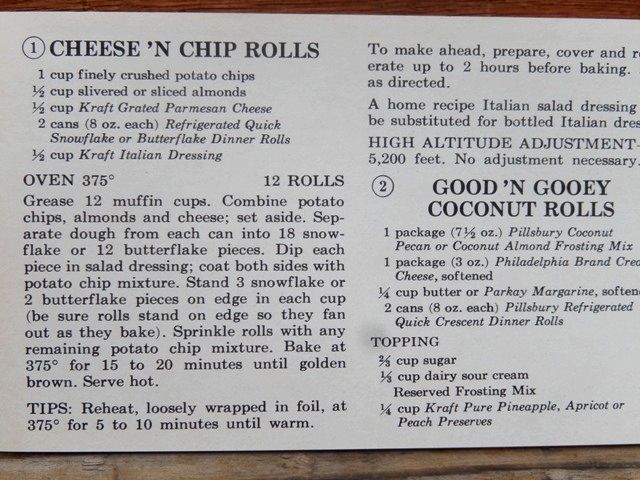 1 CHEESE 'N CHIP ROLLS
1 cup finely crushed potato chips
½ cup slivered or sliced almonds
½ cup Kraft Grated Parmesan Cheese
2 cans (8 oz. each) Refrigerated Quick
Snowflake or Butterflake Dinner Rolls
½ cup Kraft Italian Dressing
OVEN 375° 12 ROLLS
Grease 12 muffin cups. Combine potato
chips, almonds and cheese; set aside. Sep-
arate dough from each can into 18 snow-
flake or 12 butterflake pieces. Dip each
piece in salad dressing; coat both sides with
potato chip mixture. Stand 3 snowflake or
2 butterflake pieces on edge in each cup
(be sure rolls stand on edge so they fan
out as they bake). Sprinkle rolls with any
remaining potato chip mixture. Bake at
375° for 15 to 20 minutes until golden
brown. Serve hot.
TIPS: Reheat, loosely wrapped in foil, at
375° for 5 to 10 minutes until warm.
To make ahead, prepare, cover and
erate up to 2 hours before baking.
as directed.
A home recipe Italian salad dressing
be substituted for bottled Italian
HIGH ALTITUDE ADJUSTMENT-
5,200 feet. No adjustment necessary.
2 GOOD 'N GOOEY
COCONUT ROLLS
1 package (7½ oz.) Pillsbury Coconut
Pecan or Coconut Almond Frosting Mix
1 package (3 oz.) Philadelphia Brand
Cheese, softened
¼ cup butter or Parkay Margarine,
2 cans (8 oz. each) Pillsbury Refrigerated
Quick Crescent Dinner Rolls
TOPPING
⅔ cup sugar
⅓ cup dairy sour cream
Reserved Frosting Mix
¼ cup Kraft Pure Pineapple, Apricot or
Peach Preserves